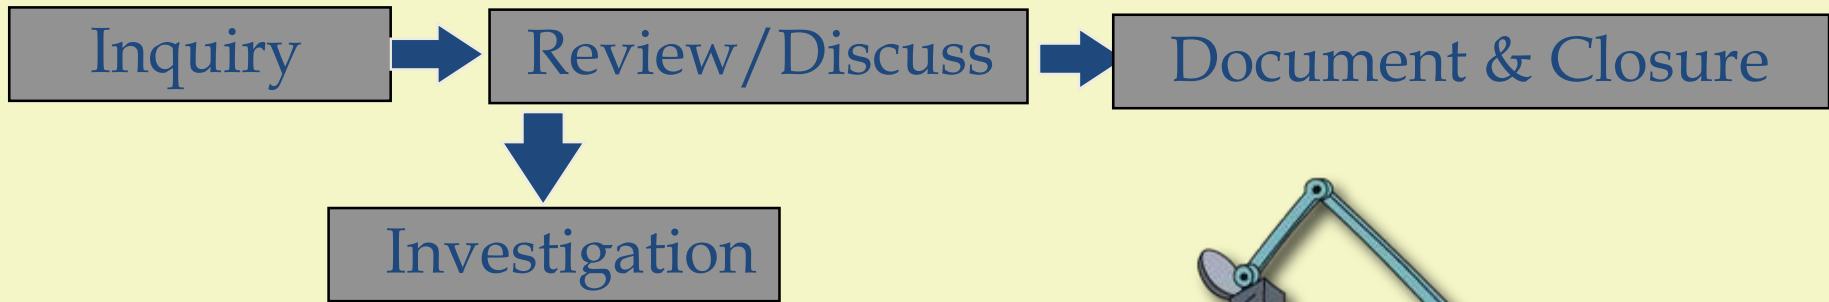 Inquiry
Review/Discuss
Document & Closure
Investigation